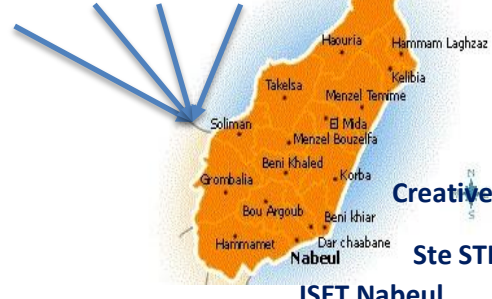 Haouria
Hammam Laghzaz
Kelibia
Takelsa
Menzel Temime
Soliman
El Mida
Menzel Bouzelfa
Beni Khaled
Korba
Grombalia
N
Creative
S
Bou Argoub
Beni khiar
Hammamet
Dar chaabane
Nabeul
Ste
ISET Nabeul